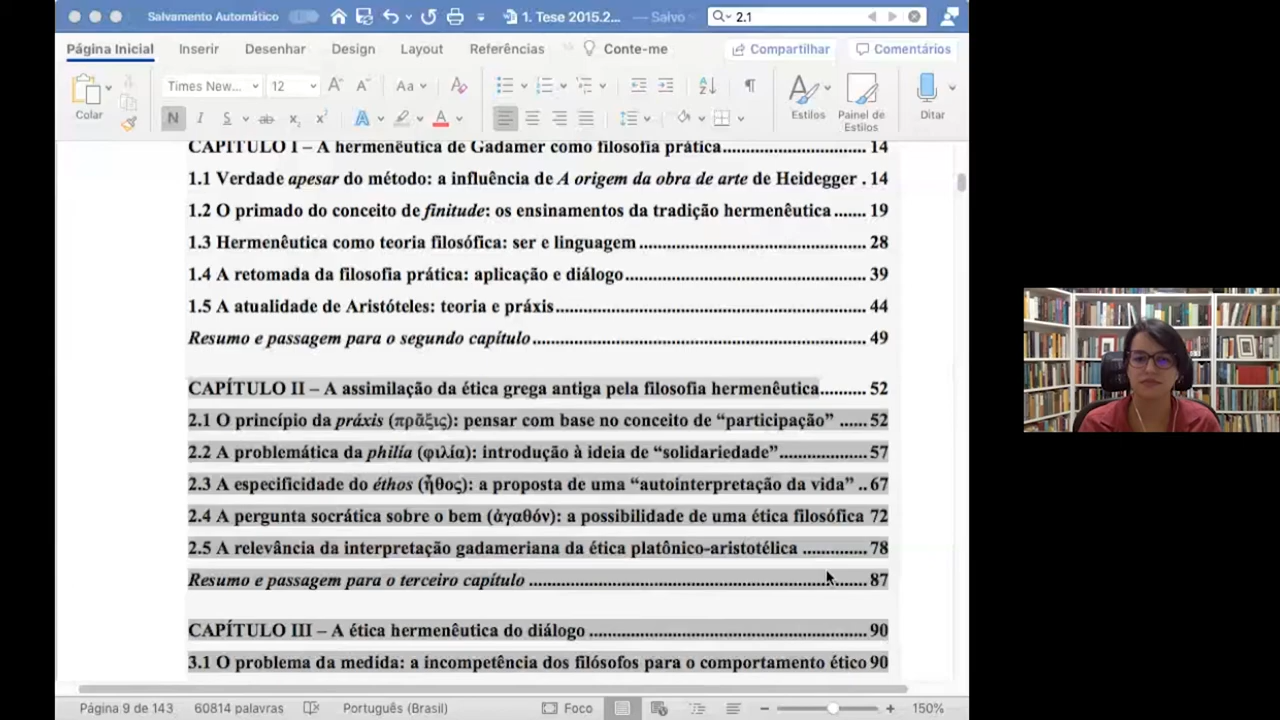 Salvamento Automático
1. Tese 2015.2...
— Salvo
2.1
Página Inicial
Inserir
Desenhar
Design
Layout
Referências
Conte-me
Compartilhar
Comentários
Colar
Times New...
12
Aa
N I S ab x₂ x²
Estilos
Painel de
Estilos
Ditar
CAPÍTULO I – A hermenêutica de Gadamer como filosofia prática................................ 14
1.1 Verdade apesar do método: a influência de A origem da obra de arte de Heidegger . 14
1.2 O primado do conceito de finitude: os ensinamentos da tradição hermenêutica ....... 19
1.3 Hermenêutica como teoria filosófica: ser e linguagem .................................................. 28
1.4 A retomada da filosofia prática: aplicação e diálogo..................................................... 39
1.5 A atualidade de Aristóteles: teoria e práxis.................................................................... 44
Resumo e passagem para o segundo capítulo ......................................................................... 49
CAPÍTULO II – A assimilação da ética grega antiga pela filosofia hermenêutica.......... 52
2.1 O princípio da práxis (πρᾶξις): pensar com base no conceito de “participação” ...... 52
2.2 A problemática da philía (φιλία): introdução à ideia de “solidariedade”................... 57
2.3 A especificidade do éthos (ἦθος): a proposta de uma “autointerpretação da vida” .. 67
2.4 A pergunta socrática sobre o bem (ἀγαθόν): a possibilidade de uma ética filosófica 72
2.5 A relevância da interpretação gadameriana da ética platônico-aristotélica .............. 78
Resumo e passagem para o terceiro capítulo .......................................................................... 87
CAPÍTULO III – A ética hermenêutica do diálogo ............................................................. 90
3.1 O problema da medida: a incompetência dos filósofos para o comportamento ético 90
Página 9 de 143
60814 palavras
Português (Brasil)
Foco
150%